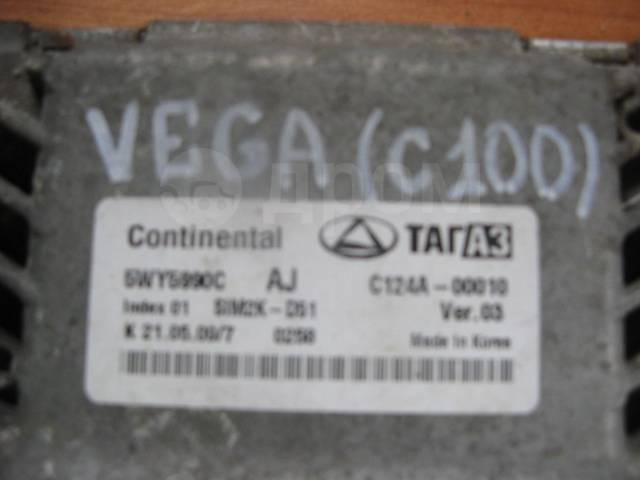 VEGA (C100)
ДРОМ
Continental ТАГАЗ
5WY5990C AJ C124A-00010
Index 01 SIM2K-D51 Ver.03
K 21.05.09/7 0258 Made in Korea